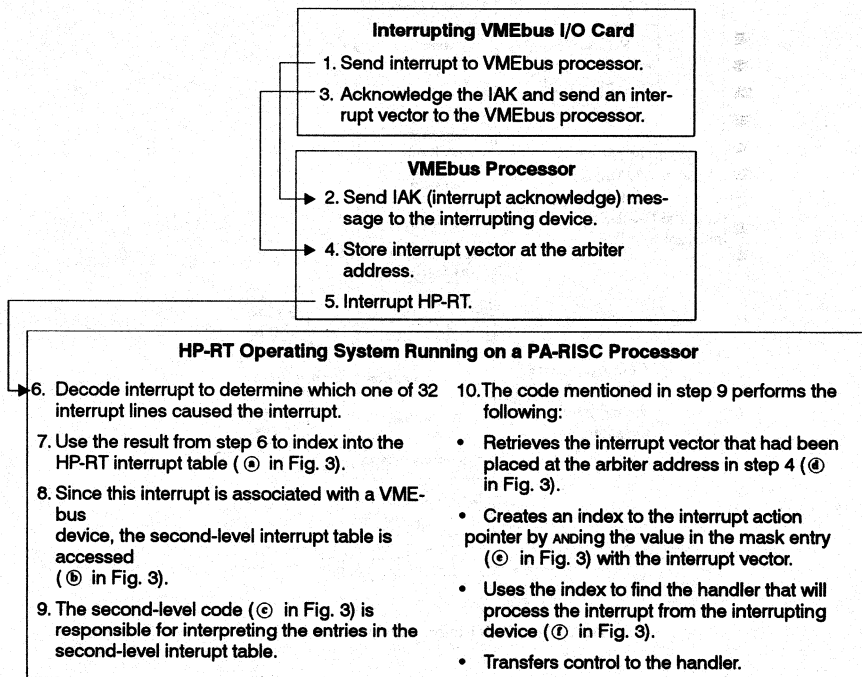 Interrupting VMEbus I/O Card
1. Send interrupt to VMEbus processor.
3. Acknowledge the IAK and send an inter-
rupt vector to the VMEbus processor.
VMEbus Processor
2. Send IAK (interrupt acknowledge) mes-
sage to the interrupting device.
4. Store interrupt vector at the arbiter
address.
5. Interrupt HP-RT.
HP-RT Operating System Running on a PA-RISC Processor
6. Decode interrupt to determine which one of 32
interrupt lines caused the interrupt.
7. Use the result from step 6 to index into the
HP-RT interrupt table ( ⓐ in Fig. 3).
8. Since this interrupt is associated with a VME-
bus
device, the second-level interrupt table is
accessed
( ⓑ in Fig. 3).
9. The second-level code ( ⓒ in Fig. 3) is
responsible for interpreting the entries in the
second-level interupt table.
10.The code mentioned in step 9 performs the
following:
• Retrieves the interrupt vector that had been
placed at the arbiter address in step 4 (ⓓ
in Fig. 3).
• Creates an index to the interrupt action
pointer by ANDing the value in the mask entry
(ⓔ in Fig. 3) with the interrupt vector.
• Uses the index to find the handler that will
process the interrupt from the interrupting
device (ⓕ in Fig. 3).
• Transfers control to the handler.